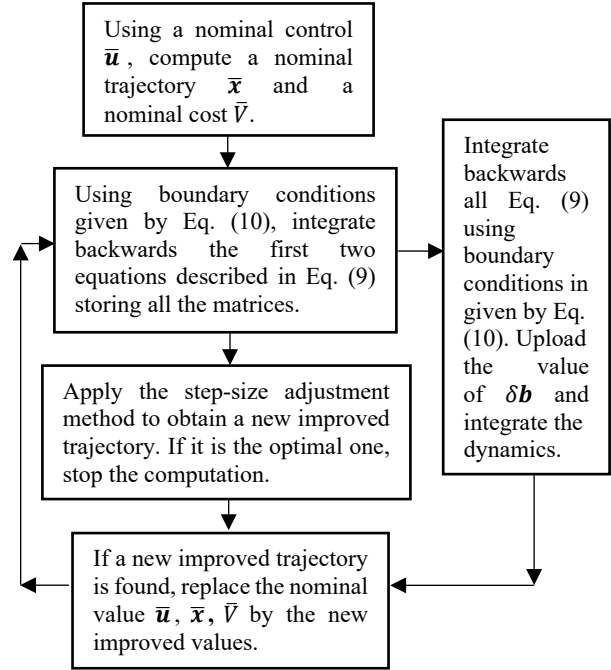 Using a nominal control
𝒖̅ , compute a nominal
trajectory 𝒙̅ and a
nominal cost V̅.
Using boundary conditions
given by Eq. (10), integrate
backwards the first two
equations described in Eq. (9)
storing all the matrices.
Integrate
backwards
all Eq. (9)
using
boundary
conditions in
given by Eq.
(10). Upload
the value
of δ𝒃 and
integrate the
dynamics.
Apply the step-size adjustment
method to obtain a new improved
trajectory. If it is the optimal one,
stop the computation.
If a new improved trajectory
is found, replace the nominal
value 𝒖̅ , 𝒙̅, V̅ by the new
improved values.